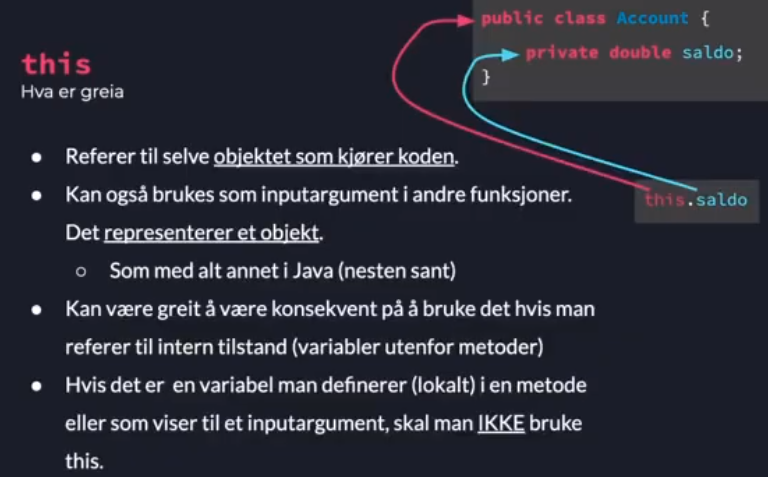 this
Hva er greia
● Referer til selve objektet som kjører koden.
● Kan også brukes som inputargument i andre funksjoner.
Det representerer et objekt.
○ Som med alt annet i Java (nesten sant)
● Kan være greit å være konsekvent på å bruke det hvis man
referer til intern tilstand (variabler utenfor metoder)
● Hvis det er en variabel man definerer (lokalt) i en metode
eller som viser til et inputargument, skal man IKKE bruke
this.
public class Account {
private double saldo;
}
this.saldo